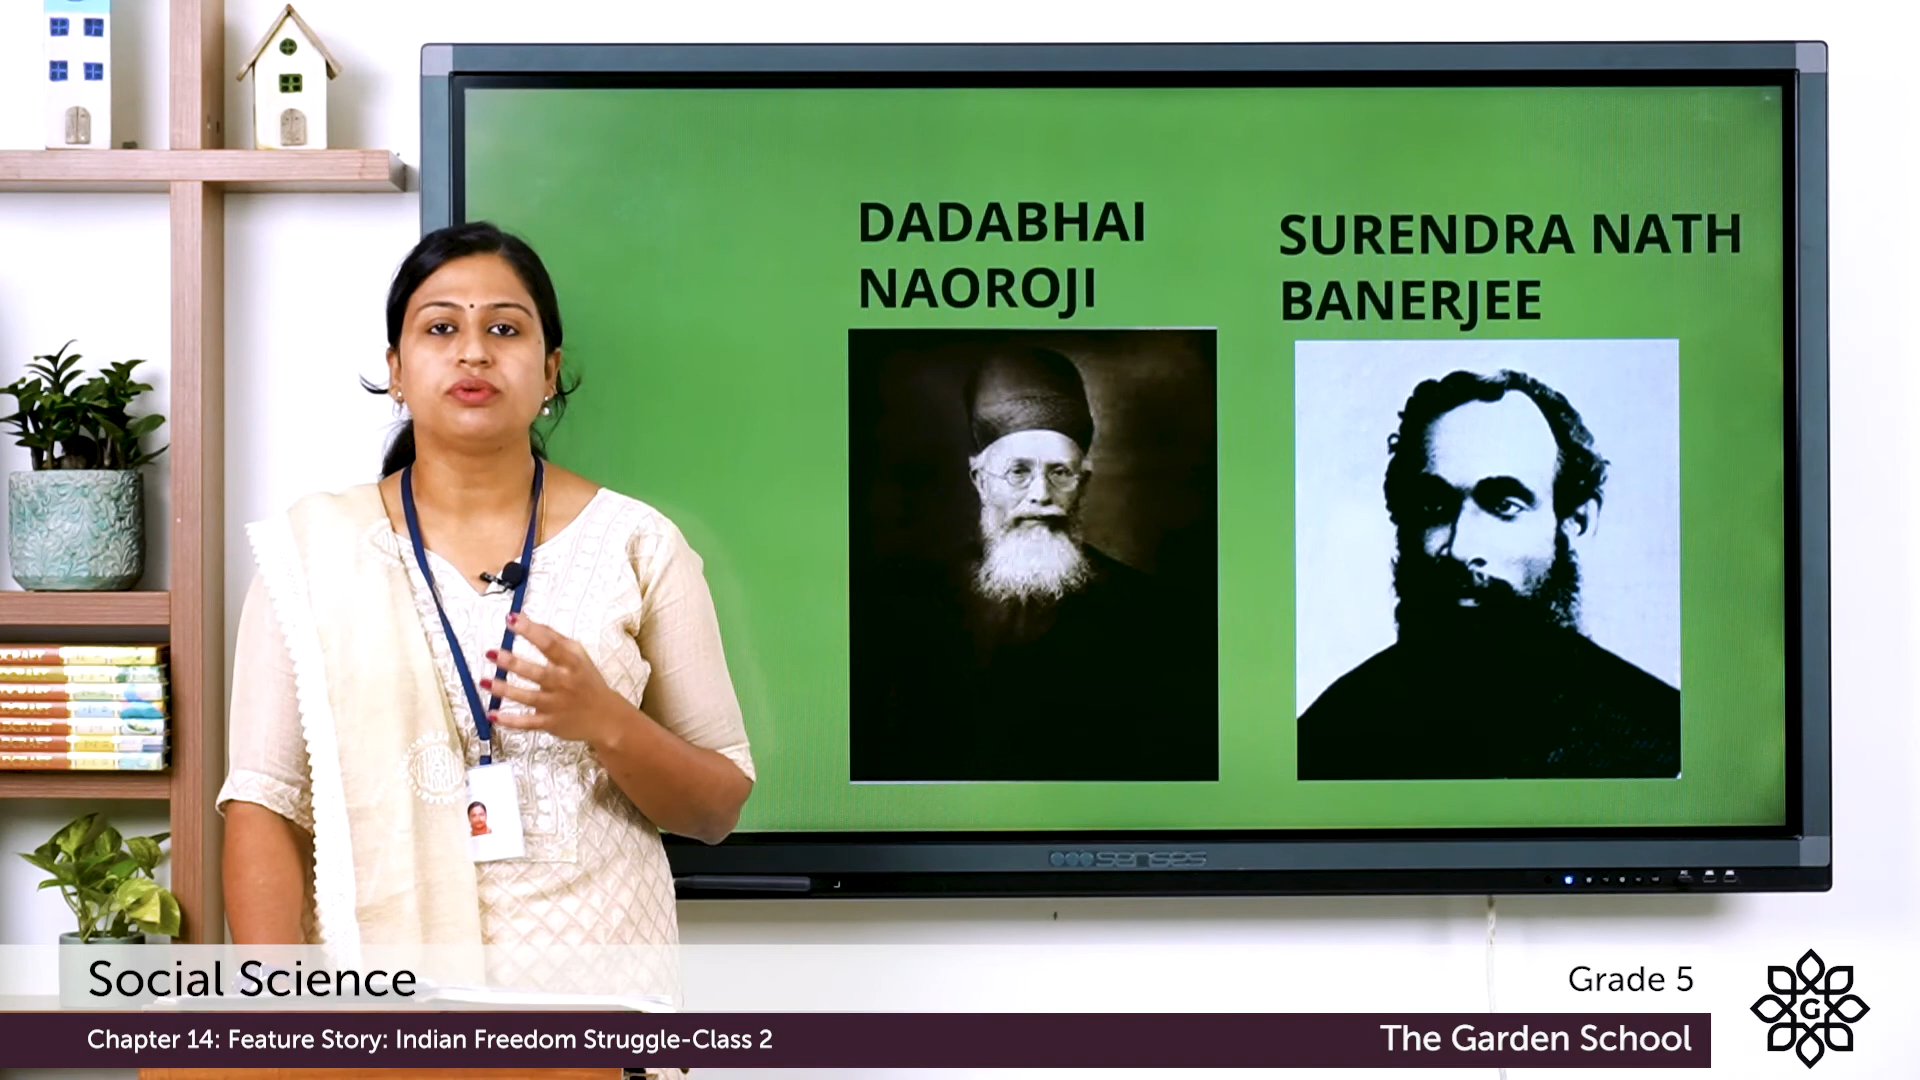 DADABHAI
NAOROJI
SURENDRA NATH
BANERJEE
senses
Social Science
Grade 5
Chapter 14: Feature Story: Indian Freedom Struggle-Class 2
The Garden School
G